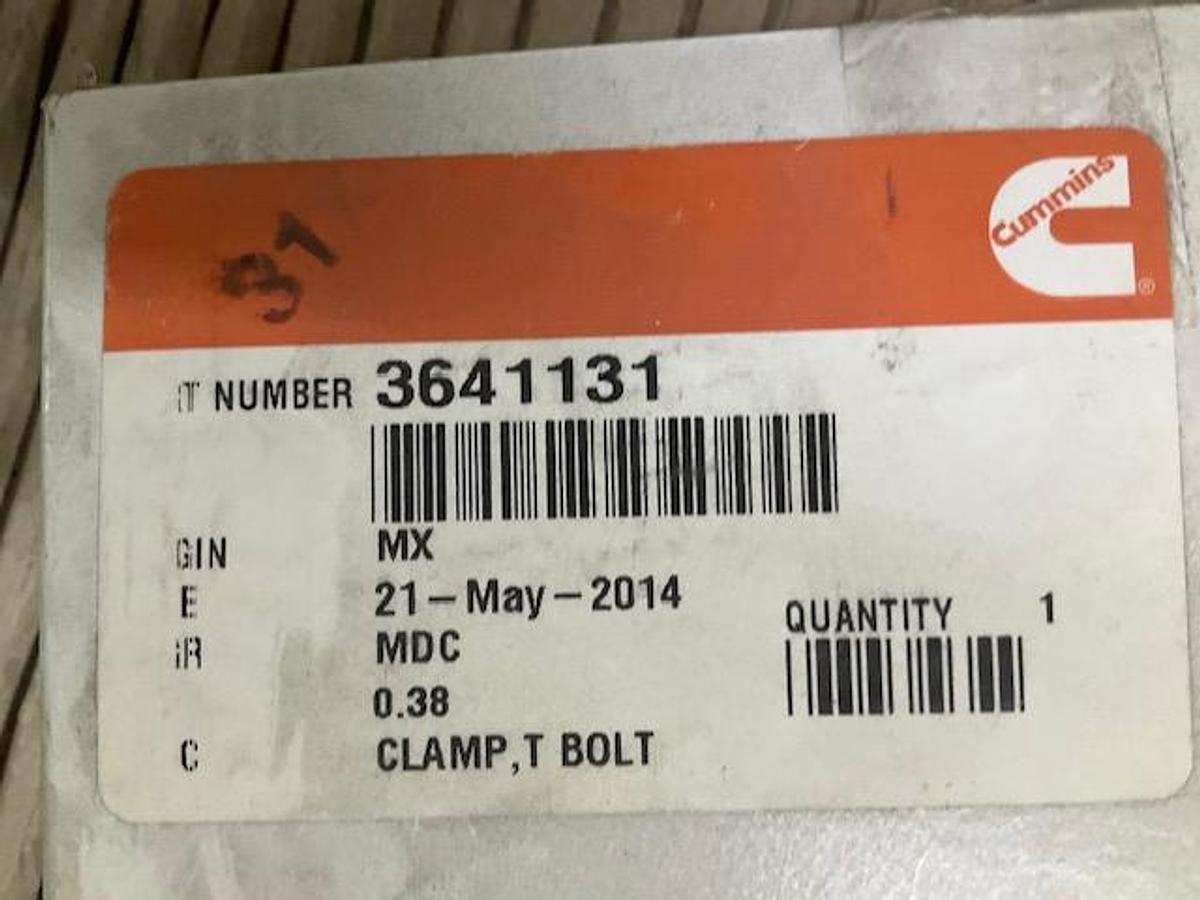 Cummins
®
31
T NUMBER 3641131
GIN MX
E 21-May-2014
R MDC
0.38
C CLAMP,T BOLT
QUANTITY 1